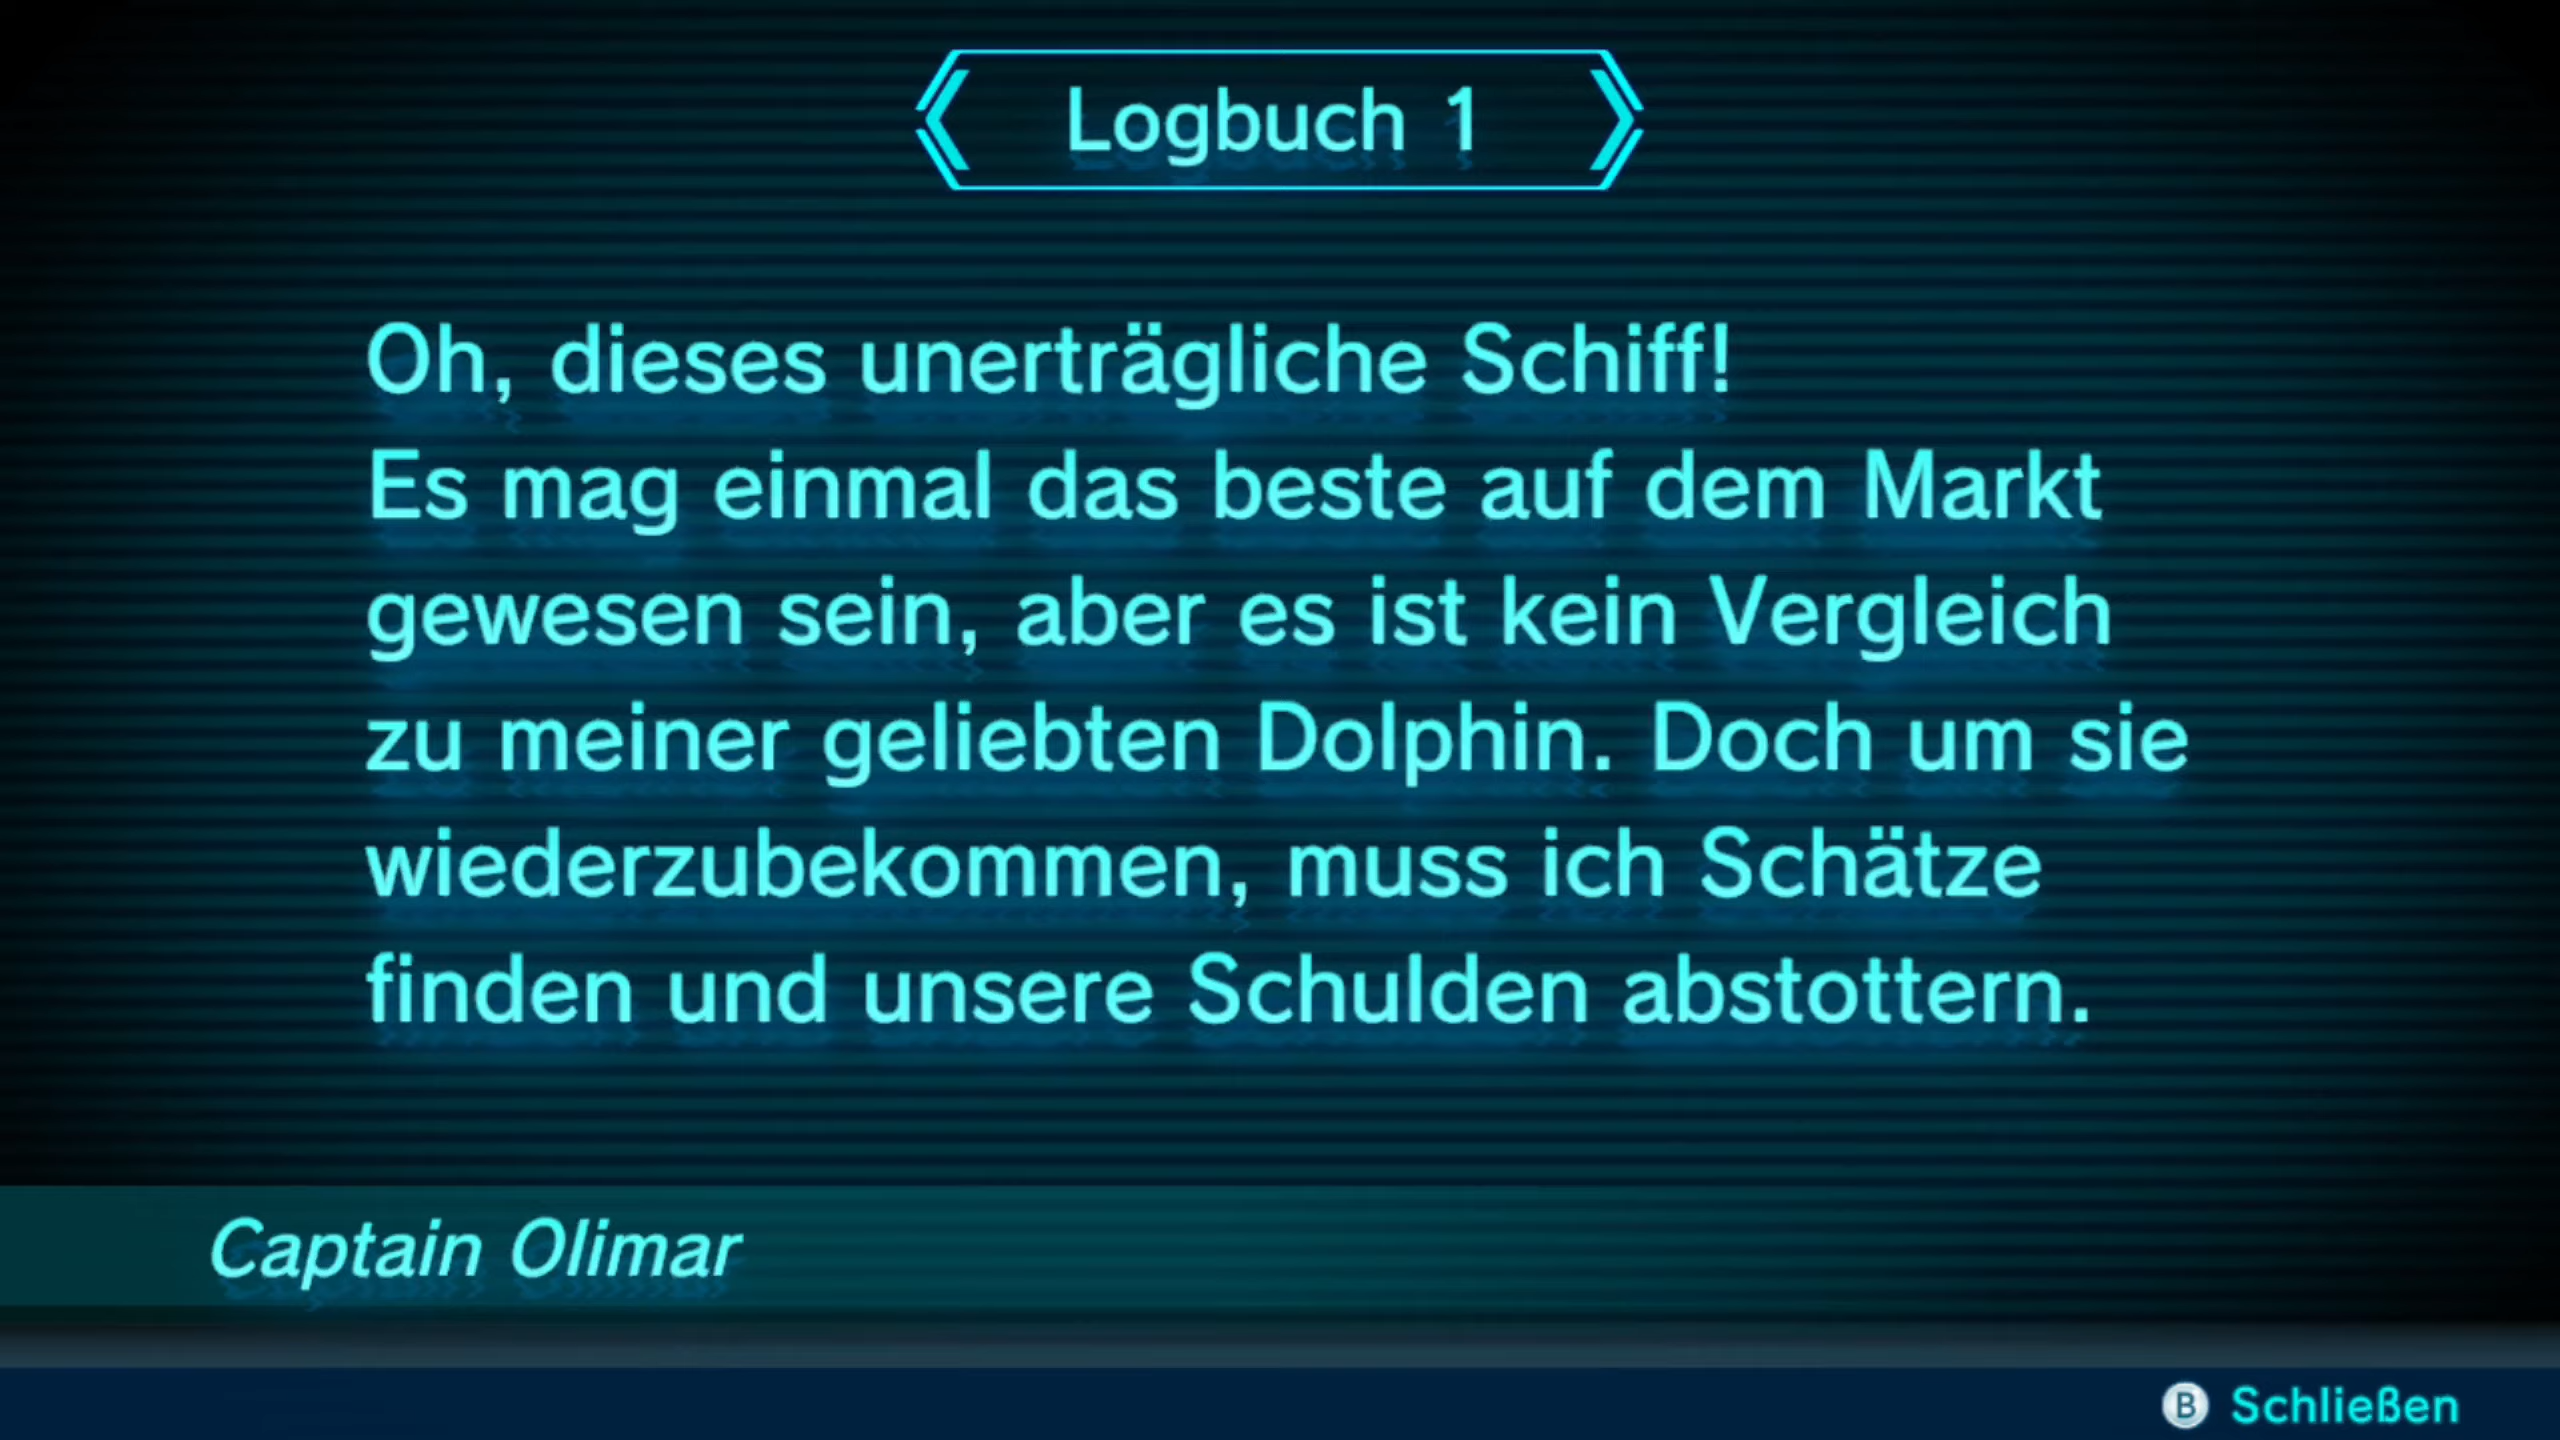 Logbuch 1
Oh, dieses unerträgliche Schiff!
Es mag einmal das beste auf dem Markt
gewesen sein, aber es ist kein Vergleich
zu meiner geliebten Dolphin. Doch um sie
wiederzubekommen, muss ich Schätze
finden und unsere Schulden abstottern.
Captain Olimar
B Schließen